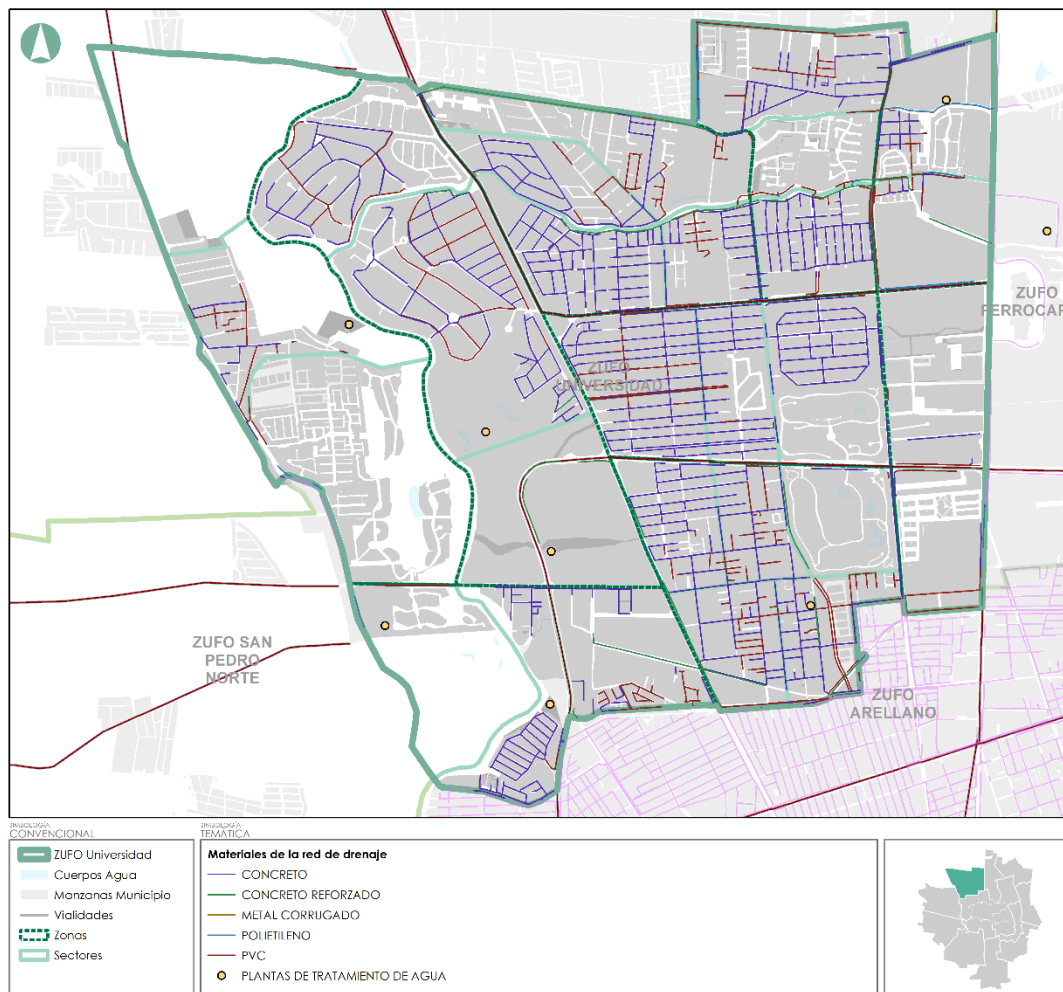 ZUFO
FERROCAR
ZUFO
UNIVERSIDAD
ZUFO SAN
PEDRO
NORTE
ZUFO
ARELLANO
SIMBOLOGÍA
CONVENCIONAL
ZUFO Universidad
Cuerpos Agua
Manzanas Municipio
Vialidades
Zonas
Sectores
SIMBOLOGÍA
TEMÁTICA
Materiales de la red de drenaje
CONCRETO
CONCRETO REFORZADO
METAL CORRUGADO
POLIETILENO
PVC
PLANTAS DE TRATAMIENTO DE AGUA